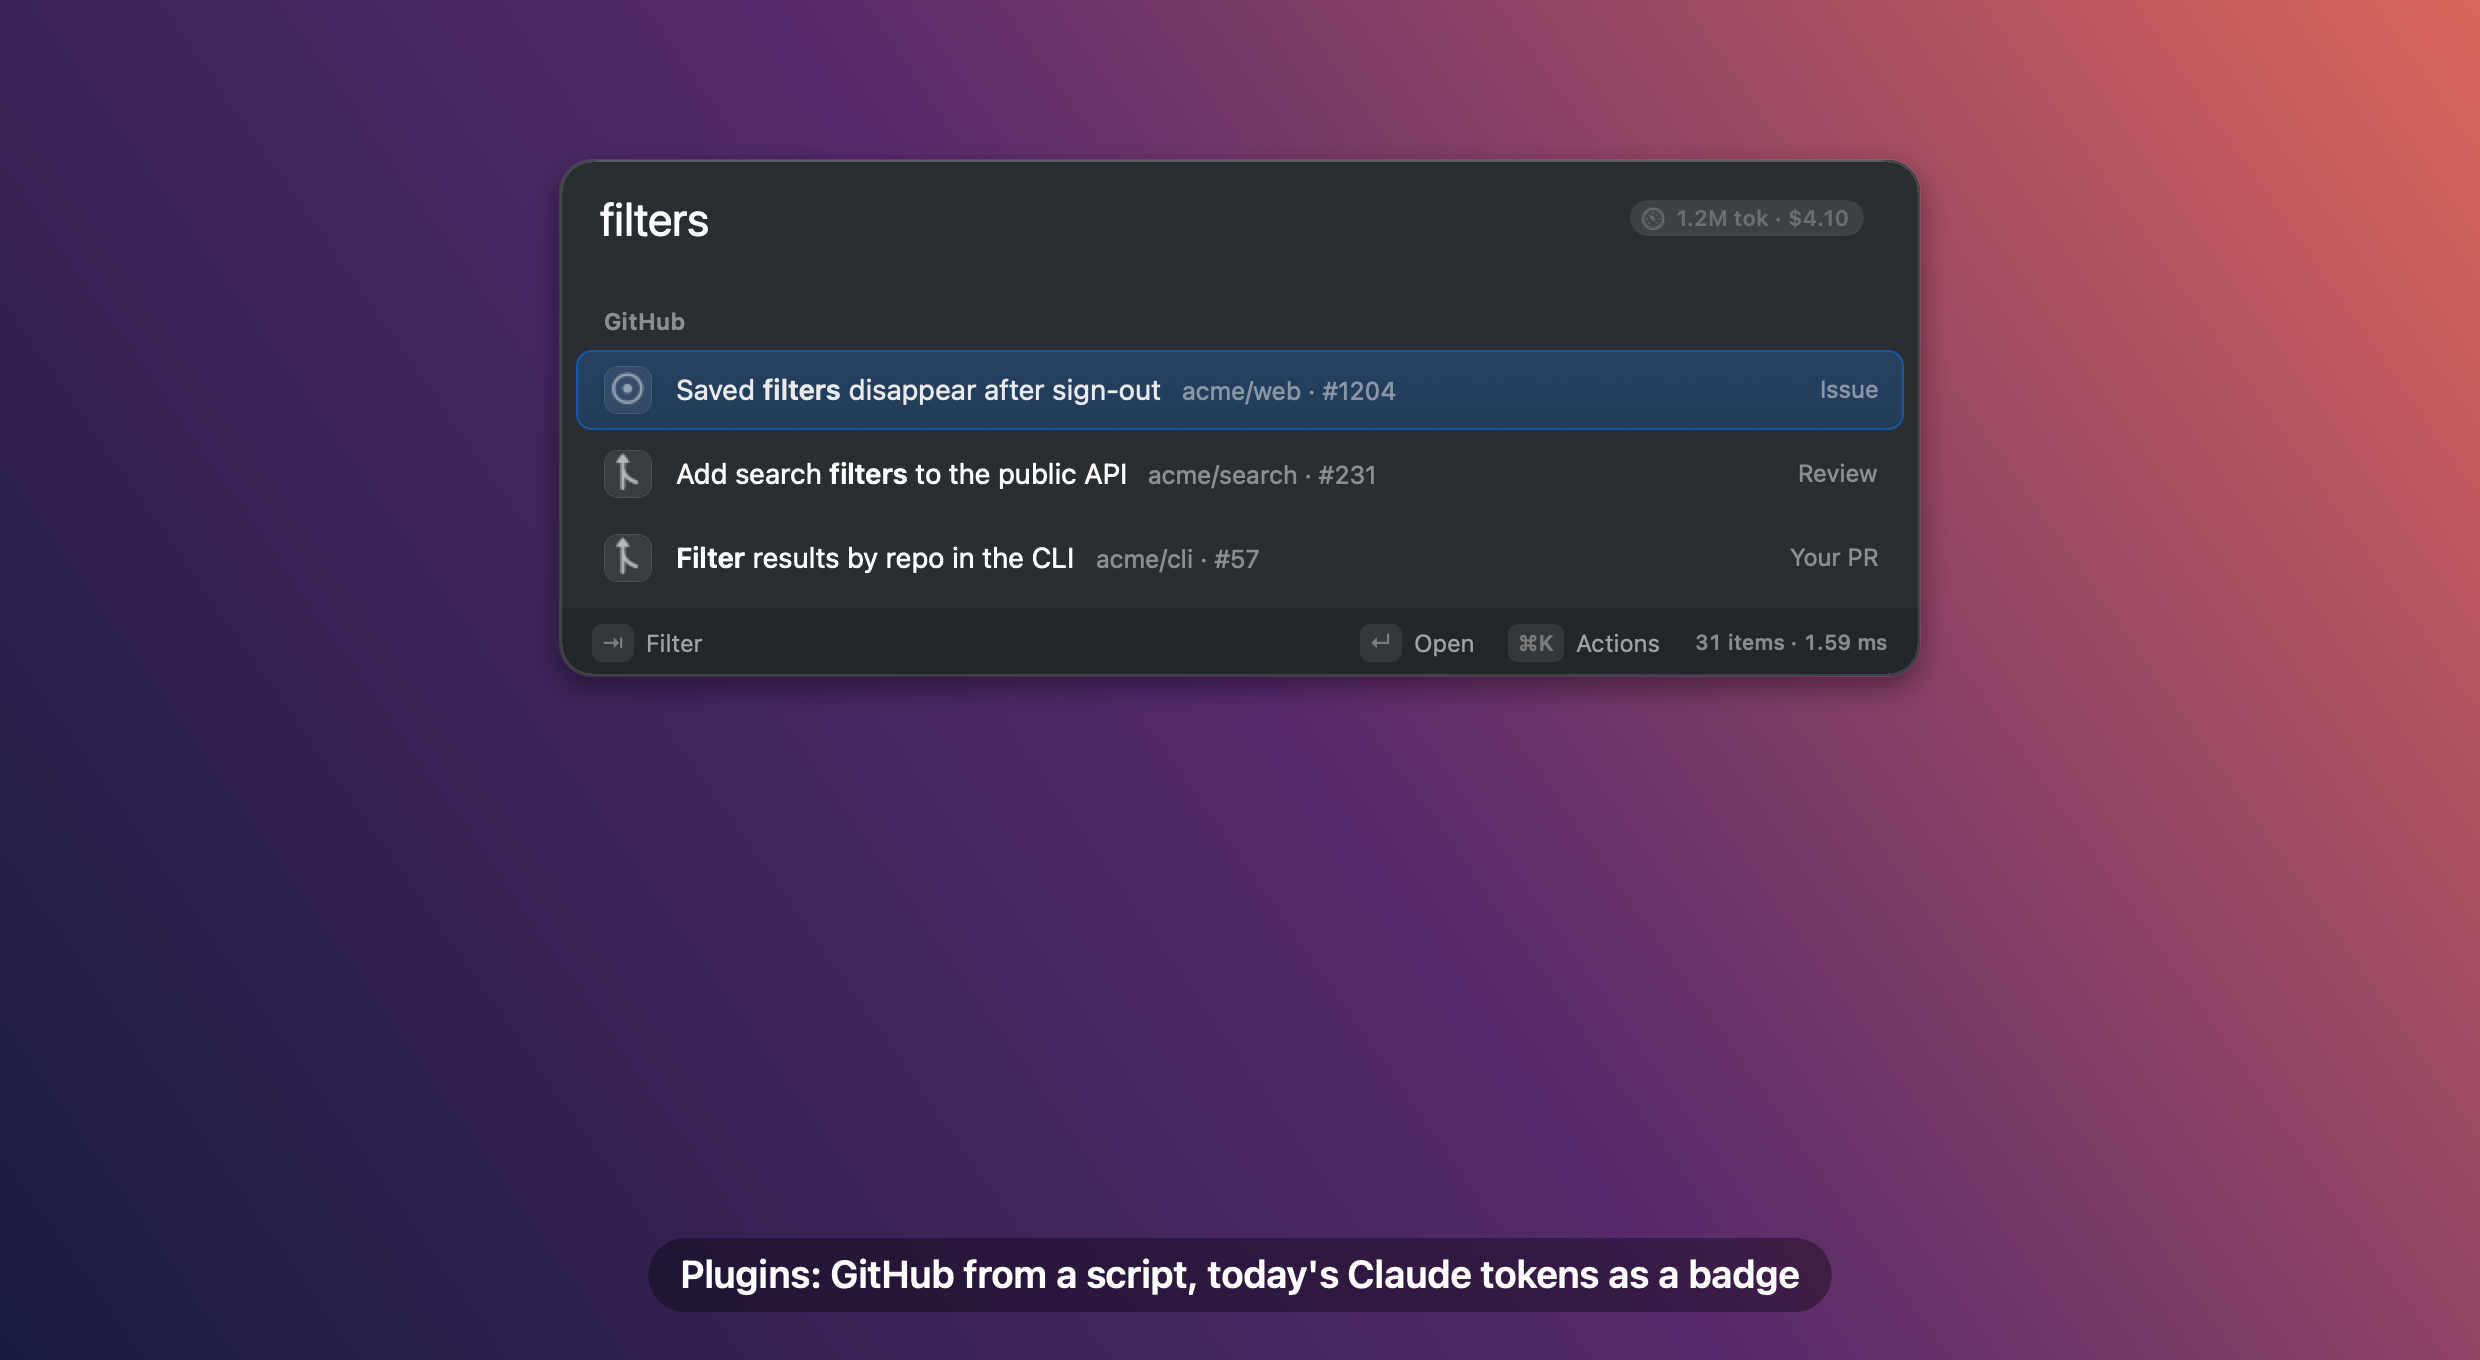 filters
1.2M tok · $4.10
GitHub
Saved filters disappear after sign-out acme/web · #1204 Issue
Add search filters to the public API acme/search · #231 Review
Filter results by repo in the CLI acme/cli · #57 Your PR
⇥ Filter ↵ Open ⌘K Actions 31 items · 1.59 ms
Plugins: GitHub from a script, today's Claude tokens as a badge